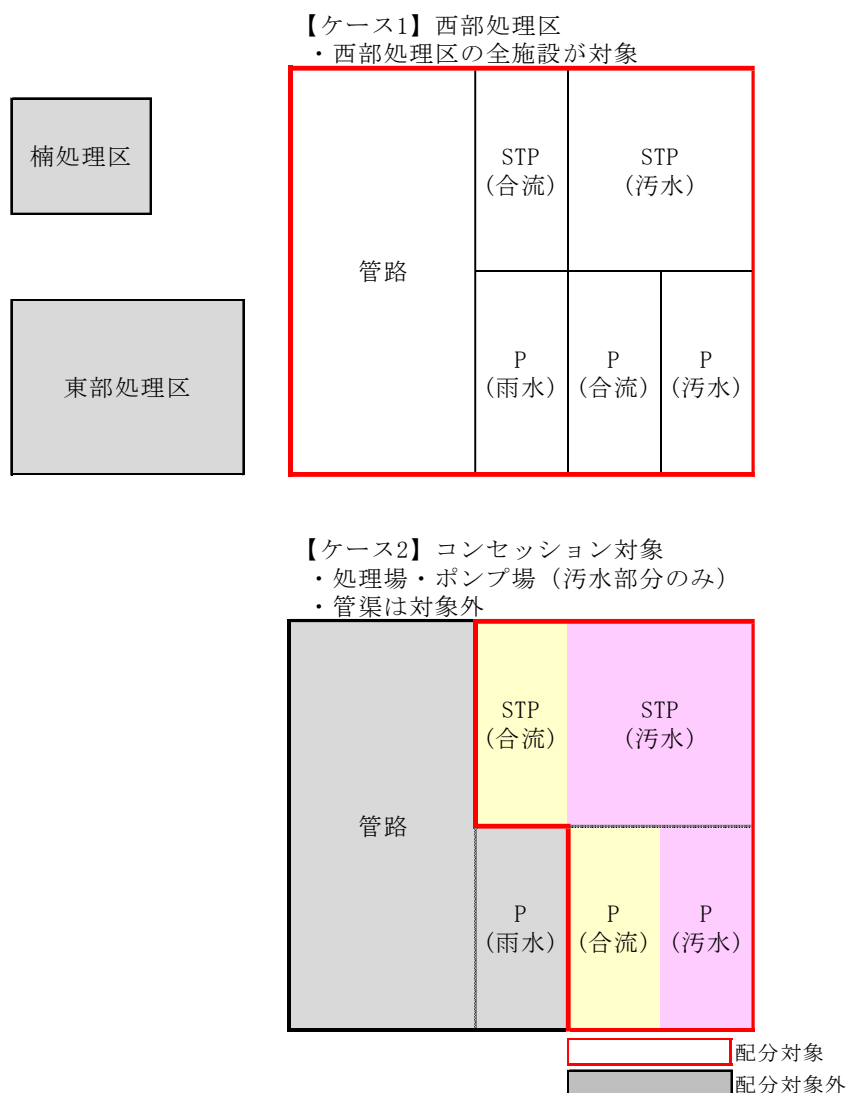 【ケース1】西部処理区
・西部処理区の全施設が対象
楠処理区
東部処理区
管路
STP
(合流)
STP
(汚水)
P
(雨水)
P
(合流)
P
(汚水)
【ケース2】コンセッション対象
・処理場・ポンプ場（汚水部分のみ）
・管渠は対象外
管路
STP
(合流)
STP
(汚水)
P
(雨水)
P
(合流)
P
(汚水)
配分対象
配分対象外